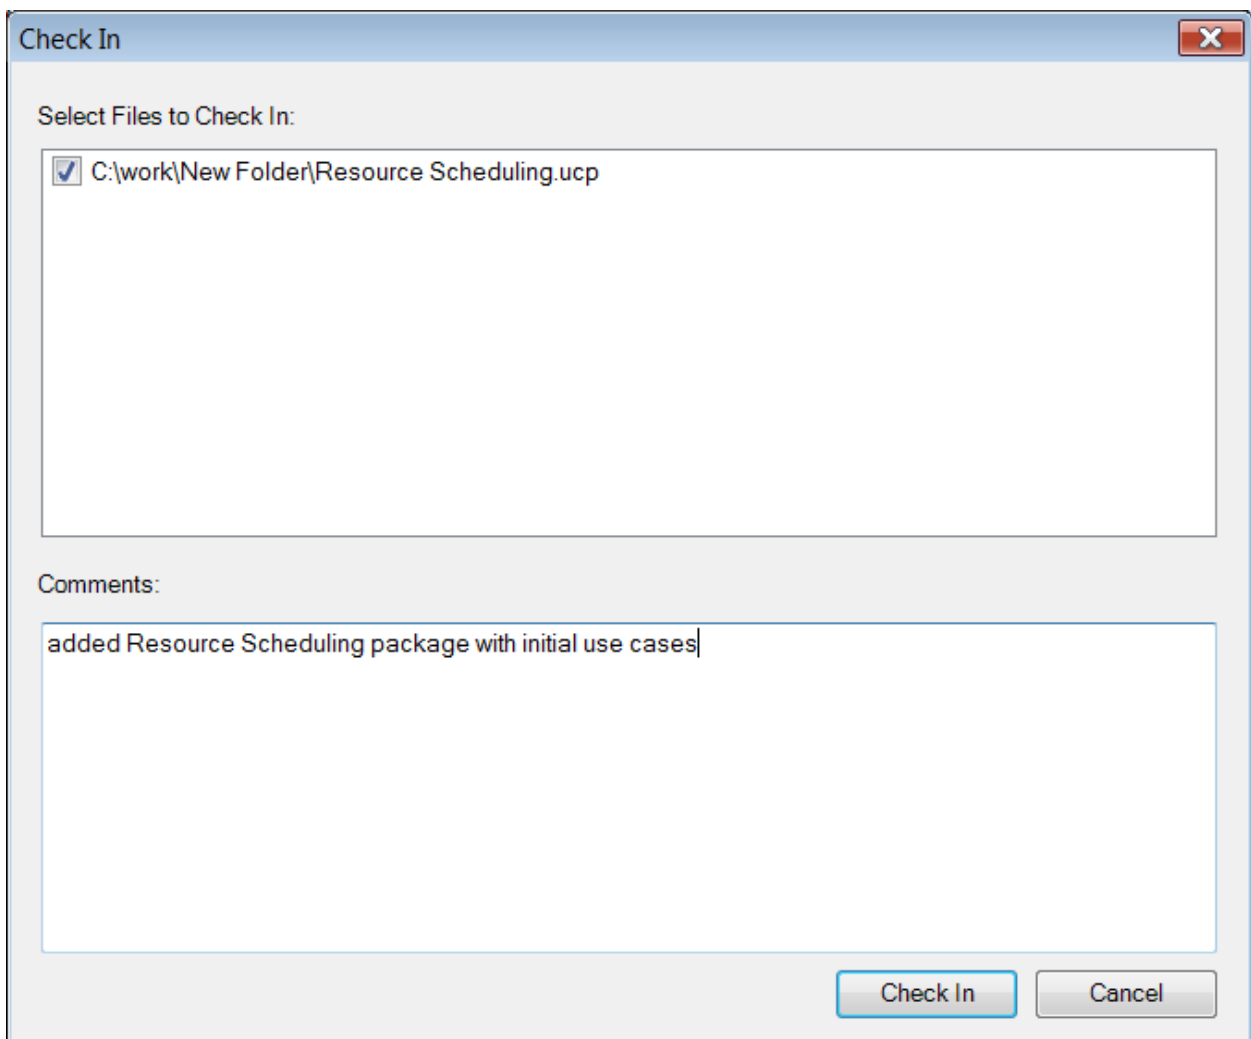 Check In
Select Files to Check In:
C:\work\New Folder\Resource Scheduling.ucp
Comments:
added Resource Scheduling package with initial use cases
Check In
Cancel